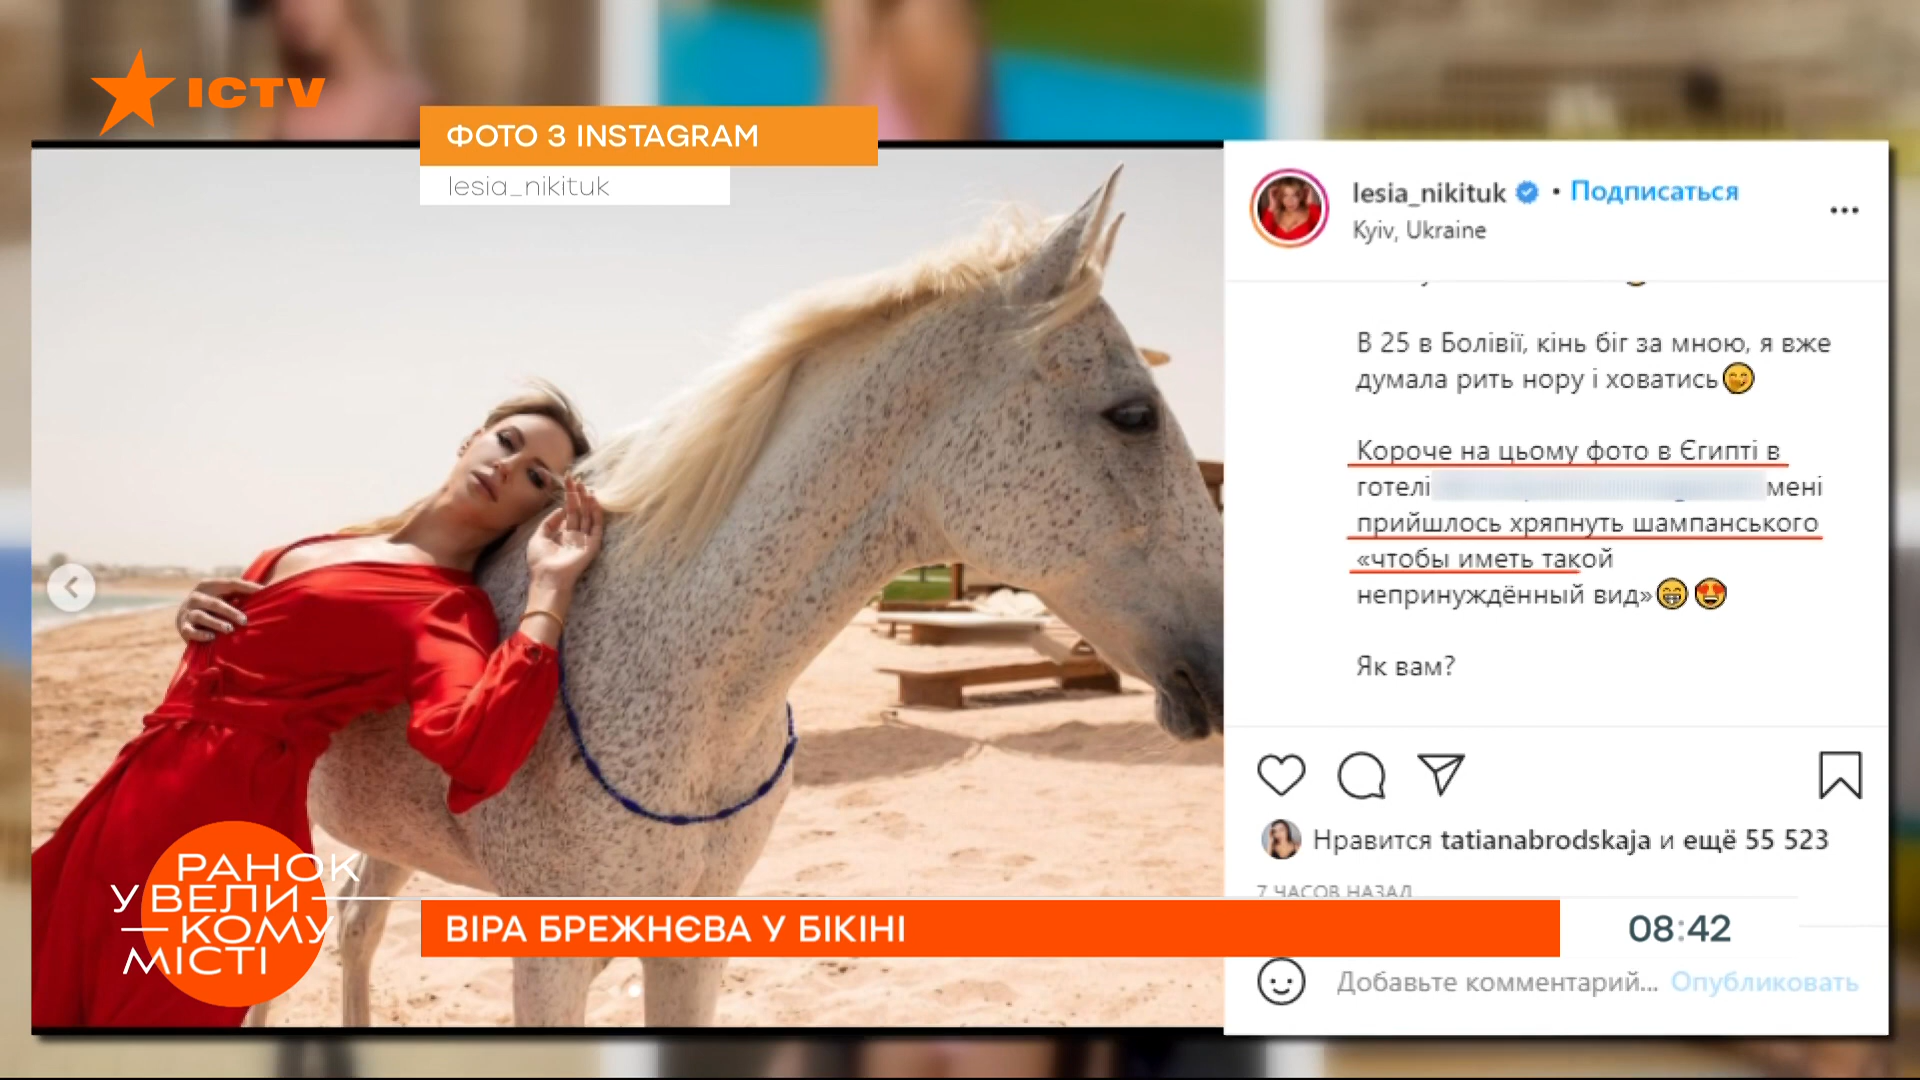 ICTV
ФОТО З INSTAGRAM
lesia_nikituk
lesia_nikituk • Подписаться
Kyiv, Ukraine
В 25 в Болівії, кінь біг за мною, я вже
думала рить нору і ховатись
Короче на цьому фото в Єгипті в
готелі мені
прийшлось хряпнуть шампанського
«чтобы иметь такой
непринуждённый вид»
Як вам?
Нравится tatianabrodskaja и ещё 55 523
7 ЧАСОВ НАЗАД
РАНОК
У ВЕЛИ
КОМУ
МІСТІ
ВІРА БРЕЖНЄВА У БІКІНІ
08:42
Добавьте комментарий... Опубликовать